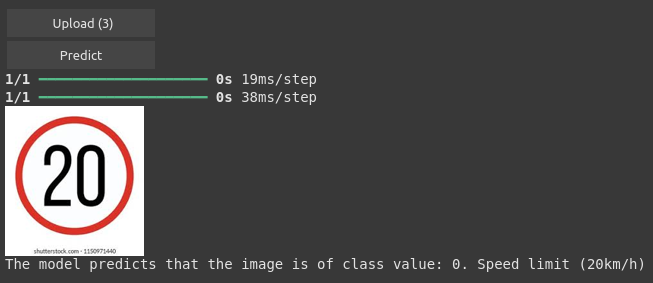 Upload (3)
Predict
1/1 ━━━━━━━━━━━━━━━━━━━━ 0s 19ms/step
1/1 ━━━━━━━━━━━━━━━━━━━━ 0s 38ms/step
20
shutterstock.com · 1150971440
The model predicts that the image is of class value: 0. Speed limit (20km/h)